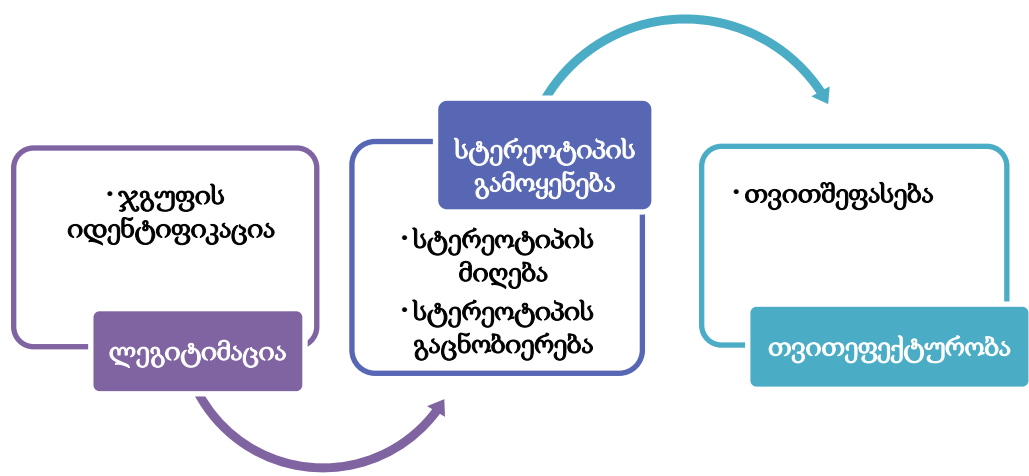 · ჯგუფის
იდენტიფიკაცია
ლეგიტიმაცია
სტერეოტიპის
გამოყენება
· სტერეოტიპის
მიღება
· სტერეოტიპის
გაცნობიერება
· თვითშეფასება
თვითეფექტურობა